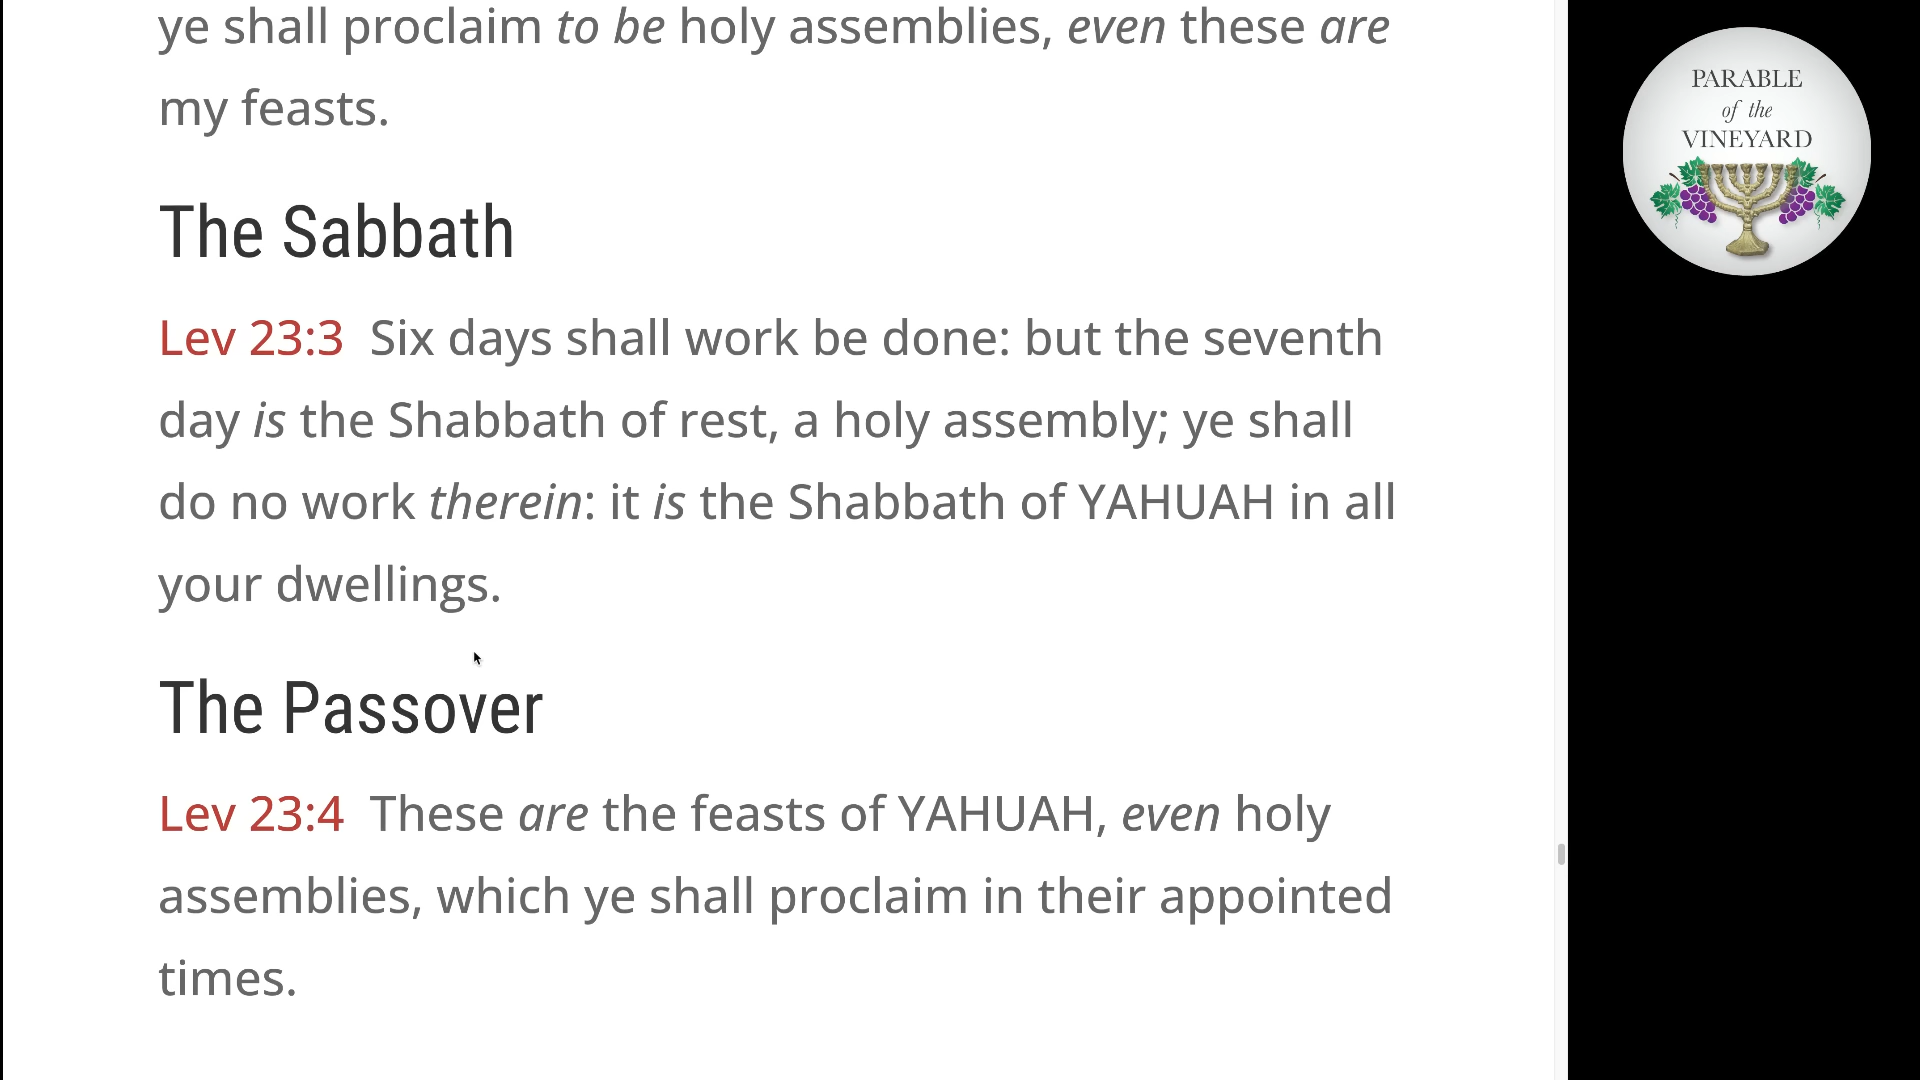 ye shall proclaim to be holy assemblies, even these are
my feasts.
The Sabbath
Lev 23:3 Six days shall work be done: but the seventh
day is the Shabbath of rest, a holy assembly; ye shall
do no work therein: it is the Shabbath of YAHUAH in all
your dwellings.
The Passover
Lev 23:4 These are the feasts of YAHUAH, even holy
assemblies, which ye shall proclaim in their appointed
times.
PARABLE
of the
VINEYARD